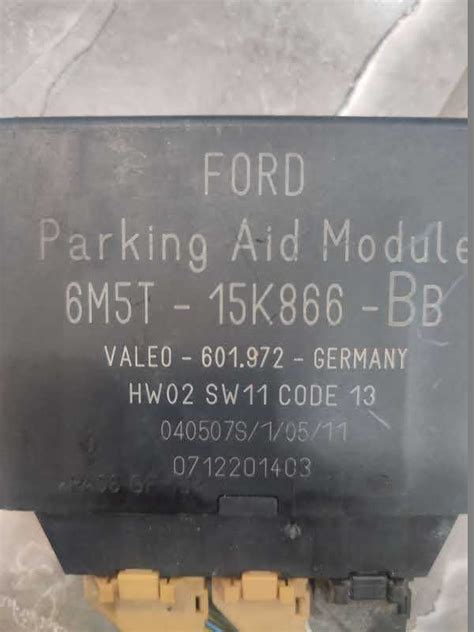 FORD
Parking Aid Module
6M5T - 15K866 - BB
VALEO - 601.972 - GERMANY
HW02 SW11 CODE 13
040507S/1/05/11
0712201403